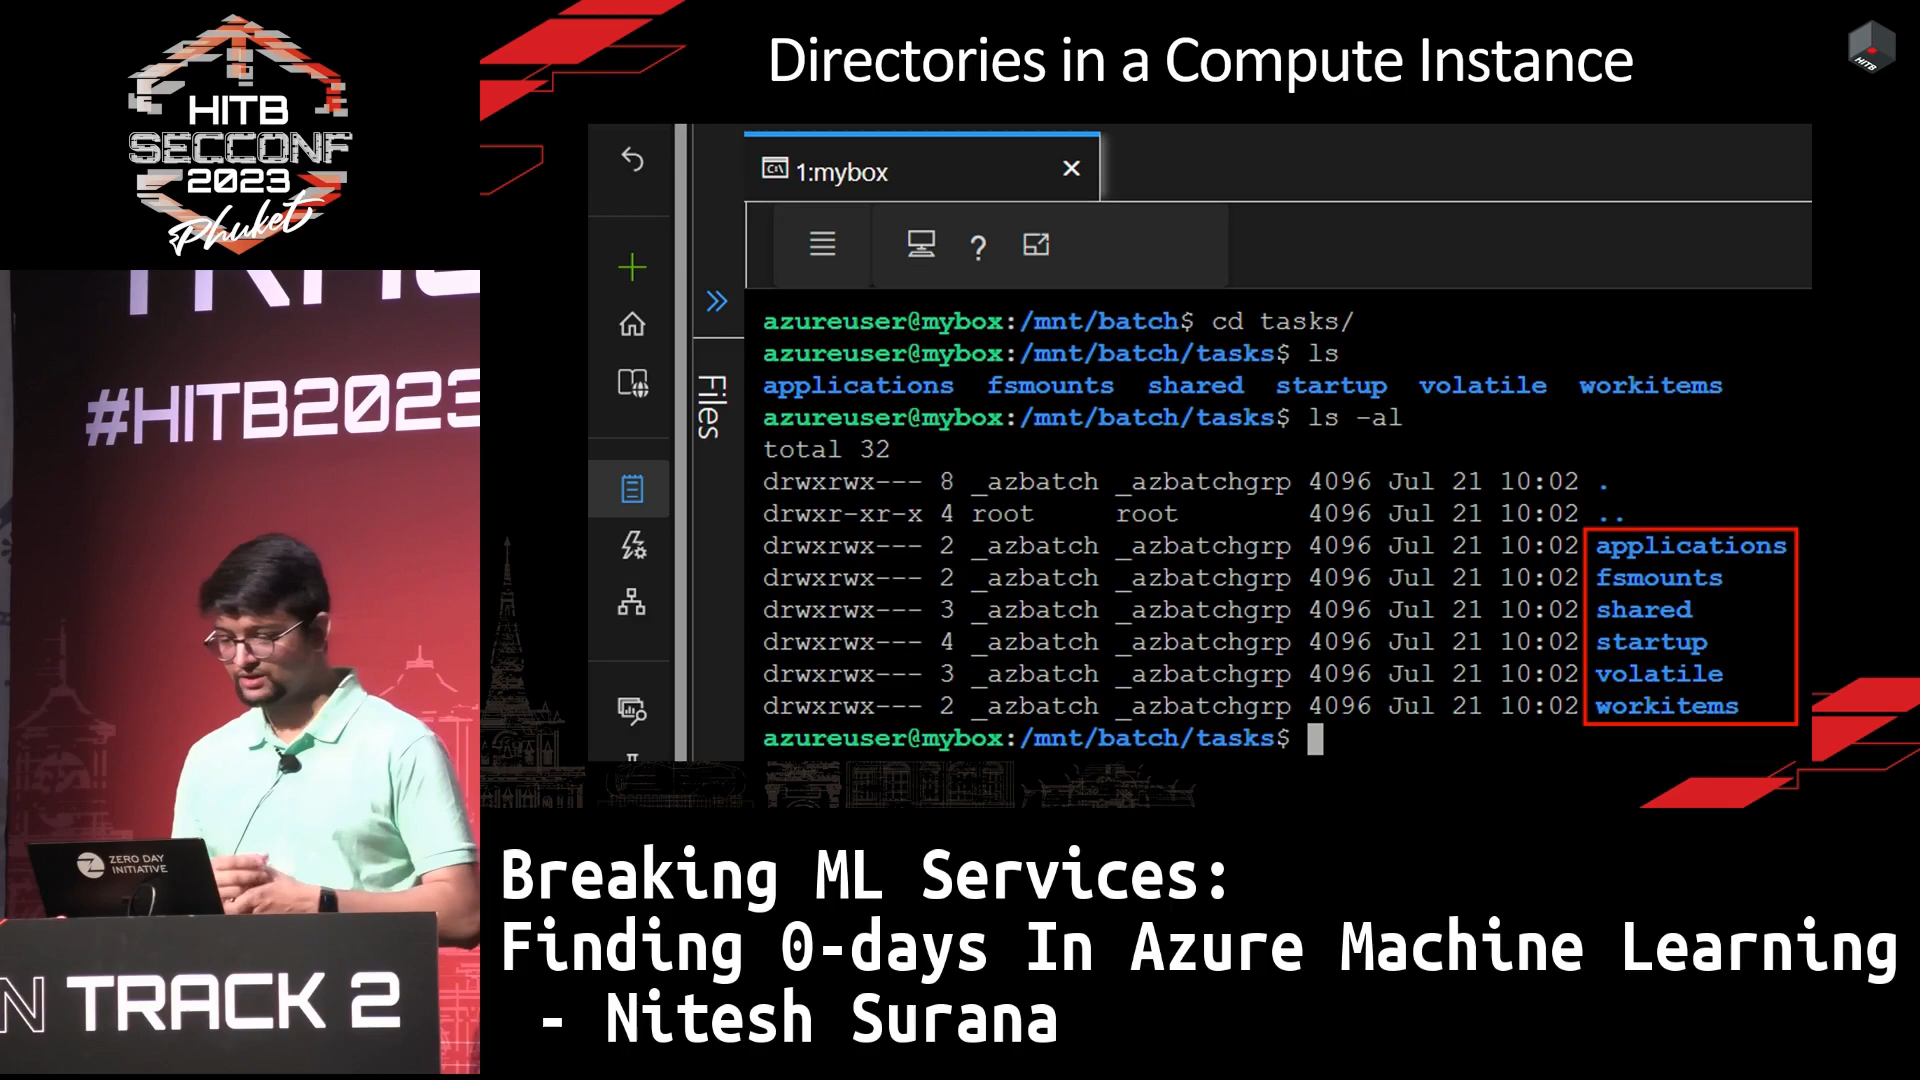 HITB
SECCONF
2023
Phuket
Directories in a Compute Instance
HITB
1:mybox
?
Files
azureuser@mybox:/mnt/batch$ cd tasks/
azureuser@mybox:/mnt/batch/tasks$ ls
applications fsmounts shared startup volatile workitems
azureuser@mybox:/mnt/batch/tasks$ ls -al
total 32
drwxrwx--- 8 _azbatch _azbatchgrp 4096 Jul 21 10:02 .
drwxr-xr-x 4 root root 4096 Jul 21 10:02 ..
drwxrwx--- 2 _azbatch _azbatchgrp 4096 Jul 21 10:02 applications
drwxrwx--- 2 _azbatch _azbatchgrp 4096 Jul 21 10:02 fsmounts
drwxrwx--- 3 _azbatch _azbatchgrp 4096 Jul 21 10:02 shared
drwxrwx--- 4 _azbatch _azbatchgrp 4096 Jul 21 10:02 startup
drwxrwx--- 3 _azbatch _azbatchgrp 4096 Jul 21 10:02 volatile
drwxrwx--- 2 _azbatch _azbatchgrp 4096 Jul 21 10:02 workitems
azureuser@mybox:/mnt/batch/tasks$
#HITB2023
ZERO DAY
INITIATIVE
N TRACK 2
Breaking ML Services:
Finding 0-days In Azure Machine Learning
- Nitesh Surana